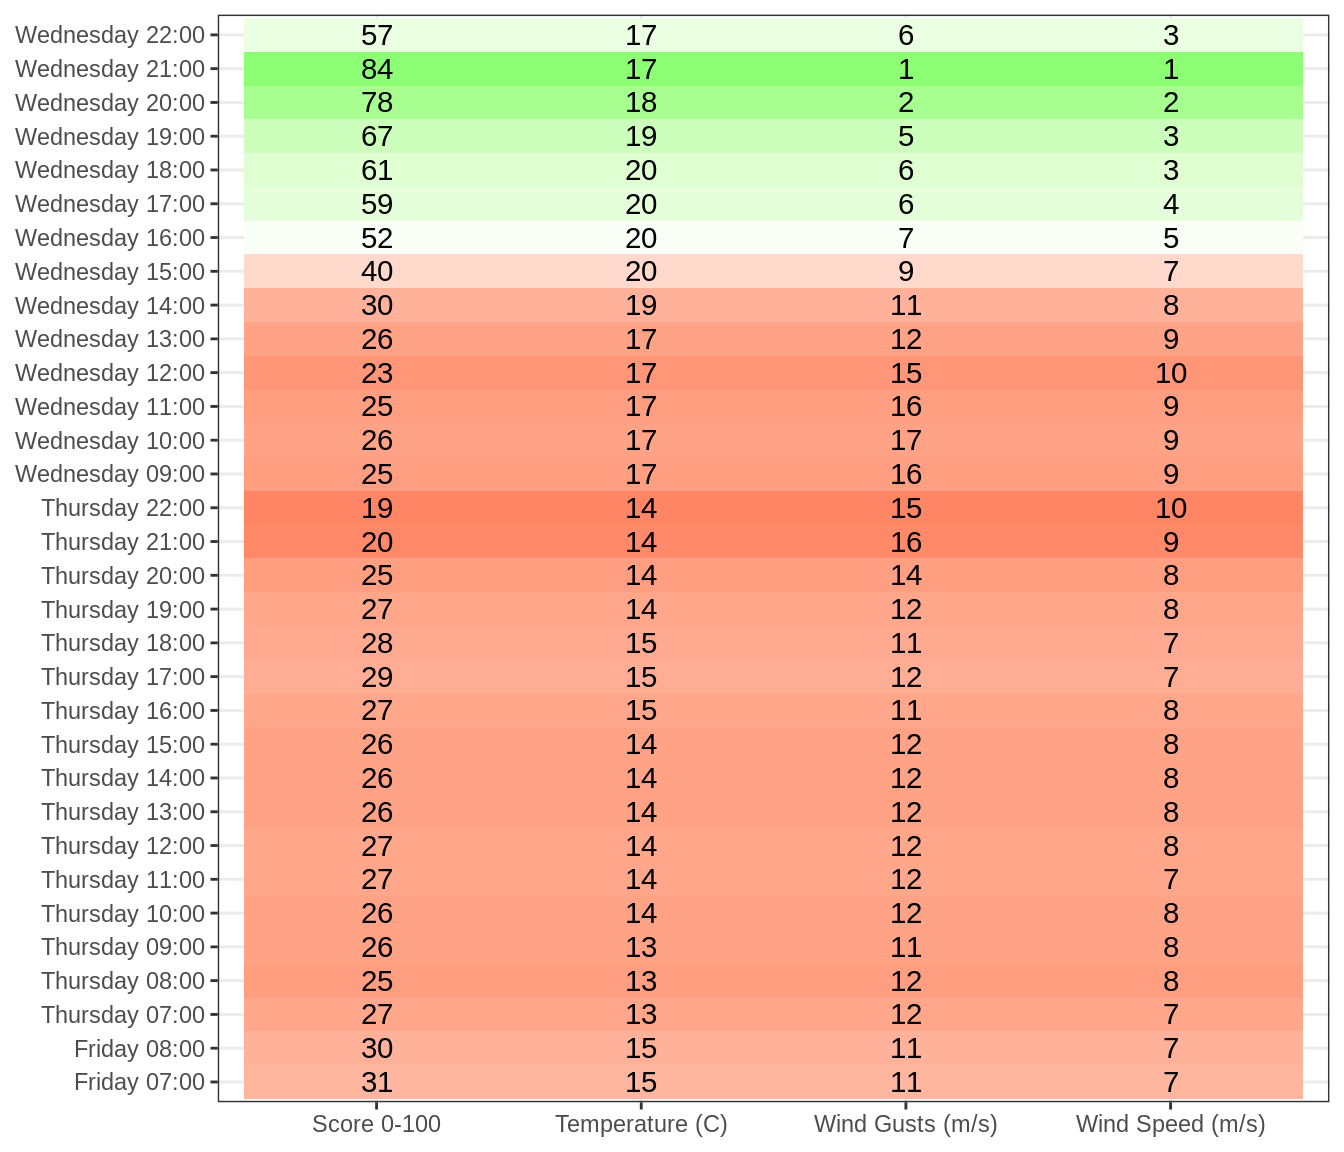 Wednesday 22:00 57 17 6 3
Wednesday 21:00 84 17 1 1
Wednesday 20:00 78 18 2 2
Wednesday 19:00 67 19 5 3
Wednesday 18:00 61 20 6 3
Wednesday 17:00 59 20 6 4
Wednesday 16:00 52 20 7 5
Wednesday 15:00 40 20 9 7
Wednesday 14:00 30 19 11 8
Wednesday 13:00 26 17 12 9
Wednesday 12:00 23 17 15 10
Wednesday 11:00 25 17 16 9
Wednesday 10:00 26 17 17 9
Wednesday 09:00 25 17 16 9
Thursday 22:00 19 14 15 10
Thursday 21:00 20 14 16 9
Thursday 20:00 25 14 14 8
Thursday 19:00 27 14 12 8
Thursday 18:00 28 15 11 7
Thursday 17:00 29 15 12 7
Thursday 16:00 27 15 11 8
Thursday 15:00 26 14 12 8
Thursday 14:00 26 14 12 8
Thursday 13:00 26 14 12 8
Thursday 12:00 27 14 12 8
Thursday 11:00 27 14 12 7
Thursday 10:00 26 14 12 8
Thursday 09:00 26 13 11 8
Thursday 08:00 25 13 12 8
Thursday 07:00 27 13 12 7
Friday 08:00 30 15 11 7
Friday 07:00 31 15 11 7
Score 0-100 Temperature (C) Wind Gusts (m/s) Wind Speed (m/s)